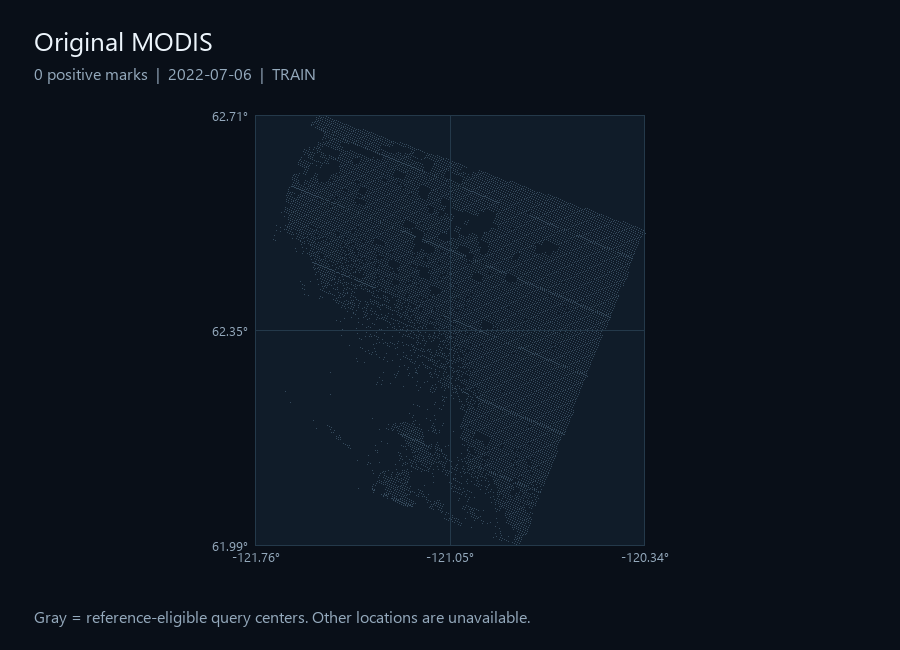 Original MODIS
0 positive marks | 2022-07-06 | TRAIN
62.71°
62.35°
61.99°
-121.76°
-121.05°
-120.34°
Gray = reference-eligible query centers. Other locations are unavailable.